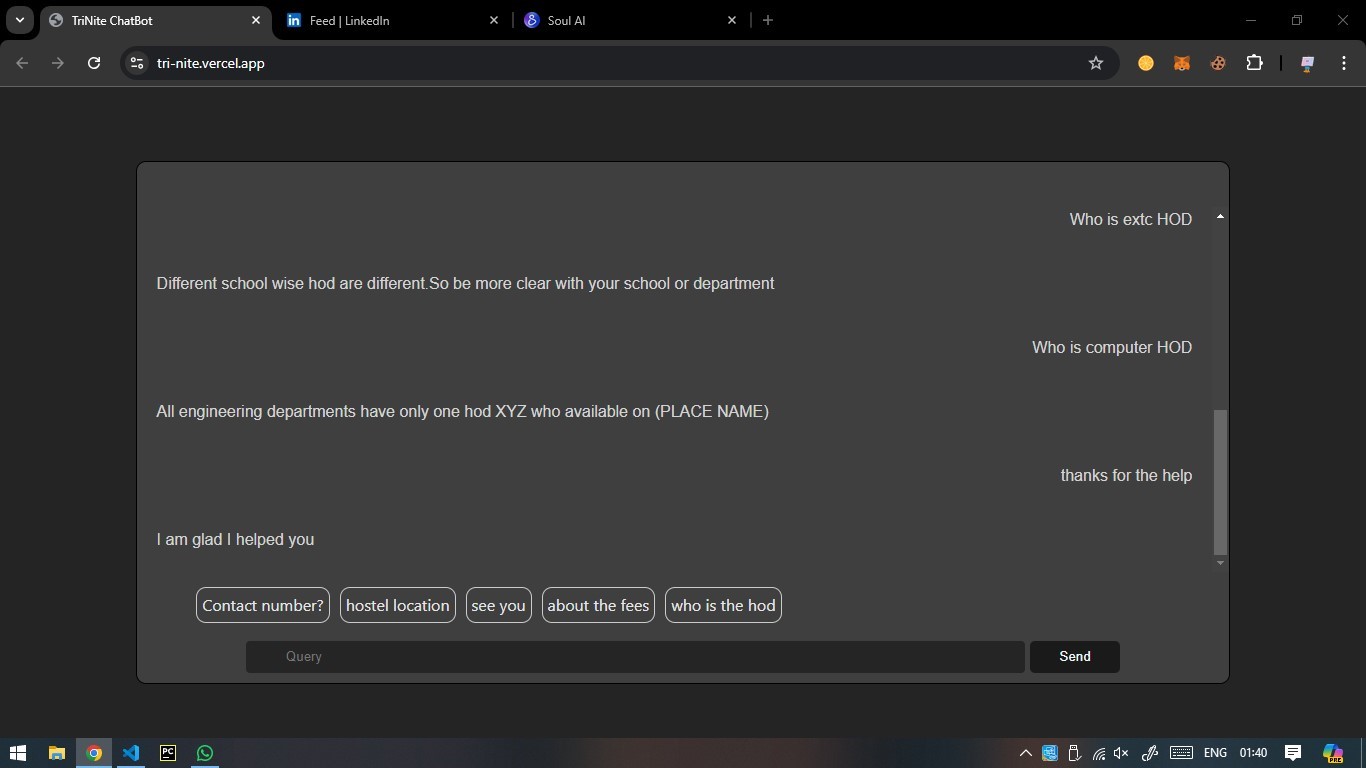 TriNite ChatBot
Feed | LinkedIn
Soul AI
tri-nite.vercel.app
Who is extc HOD
Different school wise hod are different.So be more clear with your school or department
Who is computer HOD
All engineering departments have only one hod XYZ who available on (PLACE NAME)
thanks for the help
I am glad I helped you
Contact number? hostel location see you about the fees who is the hod
Query Send
PC ENG 01:40 PRE